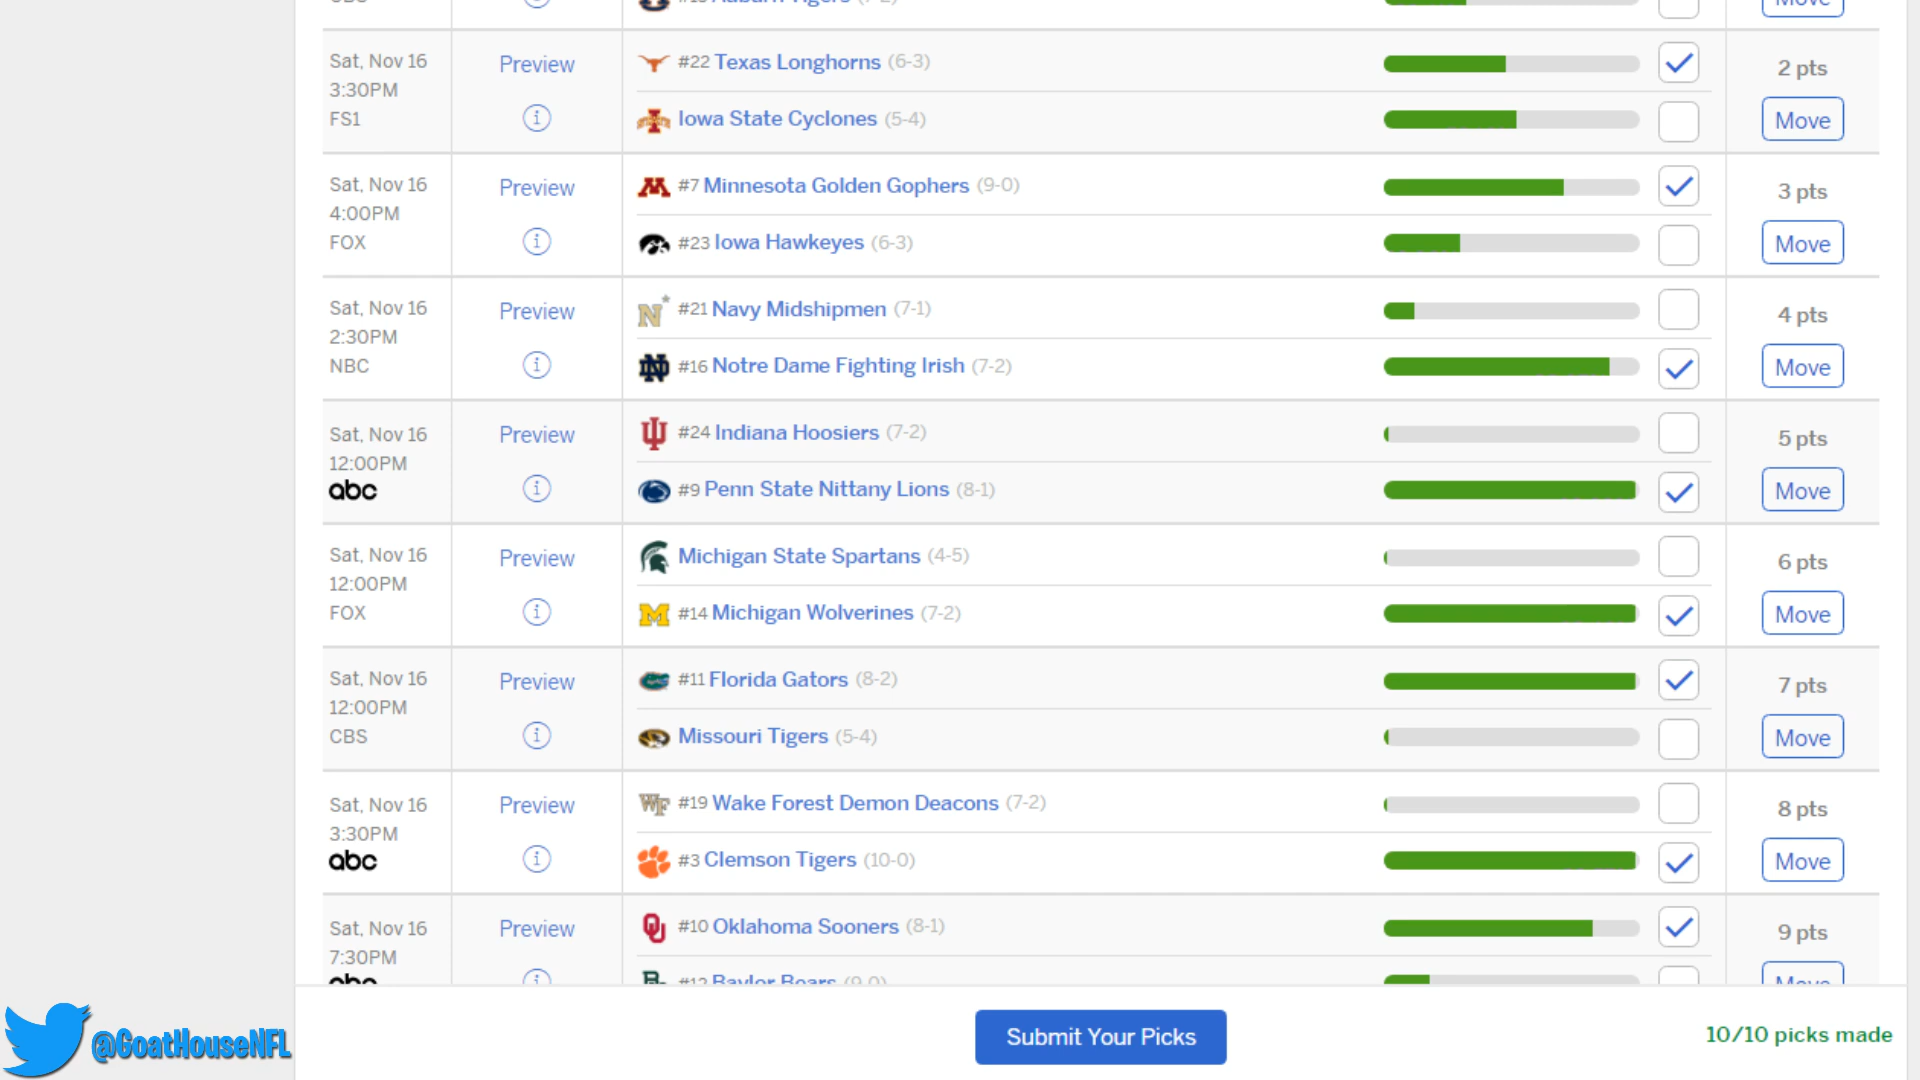 #22 Texas Longhorns (6-3)
Sat, Nov 16
3:30PM
FS1
Preview
Iowa State Cyclones (5-4)
2 pts
Move
Sat, Nov 16
4:00PM
FOX
Preview
#7 Minnesota Golden Gophers (9-0)
#23 Iowa Hawkeyes (6-3)
3 pts
Move
Sat, Nov 16
2:30PM
NBC
Preview
#21 Navy Midshipmen (7-1)
#16 Notre Dame Fighting Irish (7-2)
4 pts
Move
Sat, Nov 16
12:00PM
abc
Preview
#24 Indiana Hoosiers (7-2)
#9 Penn State Nittany Lions (8-1)
5 pts
Move
Sat, Nov 16
12:00PM
FOX
Preview
Michigan State Spartans (4-5)
#14 Michigan Wolverines (7-2)
6 pts
Move
Sat, Nov 16
12:00PM
CBS
Preview
#11 Florida Gators (8-2)
Missouri Tigers (5-4)
7 pts
Move
Sat, Nov 16
3:30PM
abc
Preview
#19 Wake Forest Demon Deacons (7-2)
#3 Clemson Tigers (10-0)
8 pts
Move
Sat, Nov 16
7:30PM
abc
Preview
#10 Oklahoma Sooners (8-1)
#12 Baylor Bears (9-0)
9 pts
Move
@GoatHouseNFL
Submit Your Picks
10/10 picks made